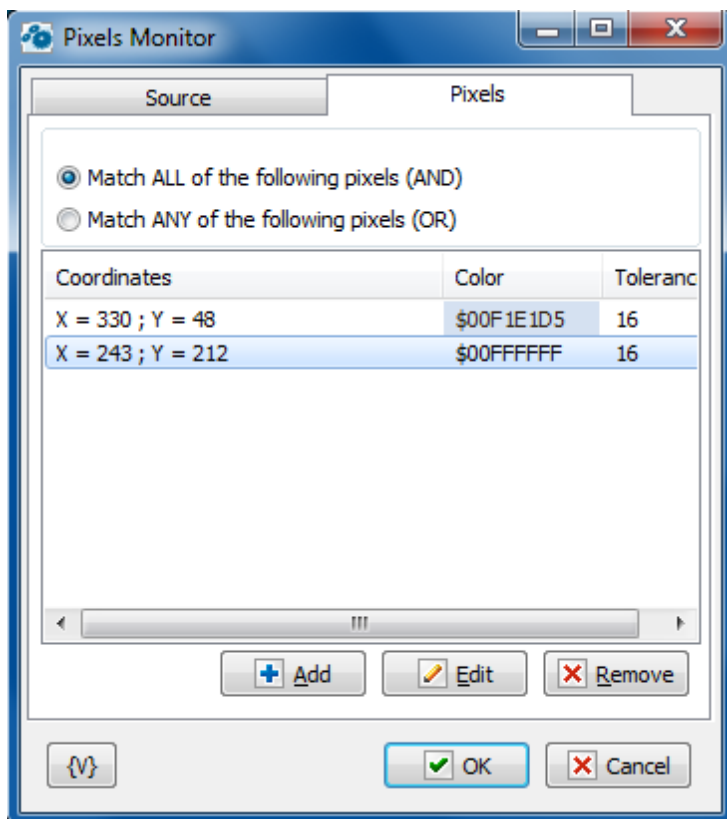 Pixels Monitor
Source Pixels
Match ALL of the following pixels (AND)
Match ANY of the following pixels (OR)
Coordinates Color Toleranc
X = 330 ; Y = 48 $00F1E1D5 16
X = 243 ; Y = 212 $00FFFFFF 16
Add Edit Remove
{V} OK Cancel